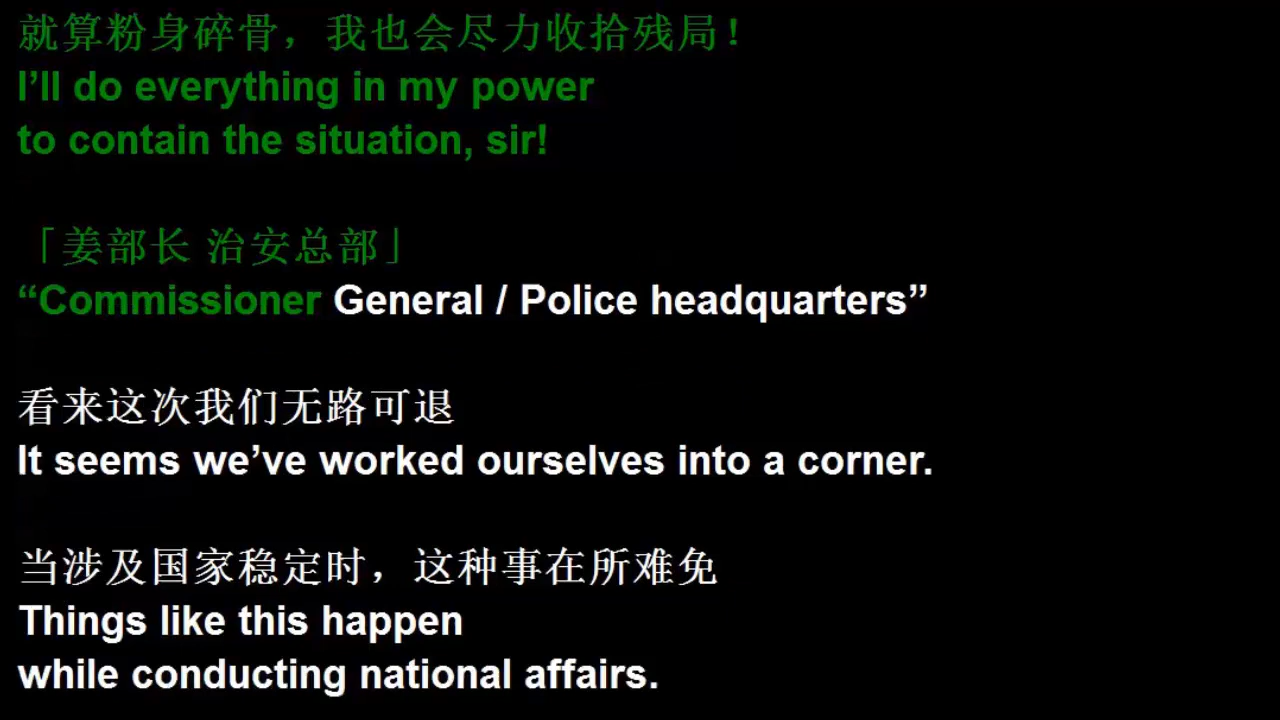 就算粉身碎骨，我也会尽力收拾残局！
I’ll do everything in my power
to contain the situation, sir!
「姜部长 治安总部」
“Commissioner General / Police headquarters”
看来这次我们无路可退
It seems we’ve worked ourselves into a corner.
当涉及国家稳定时，这种事在所难免
Things like this happen
while conducting national affairs.